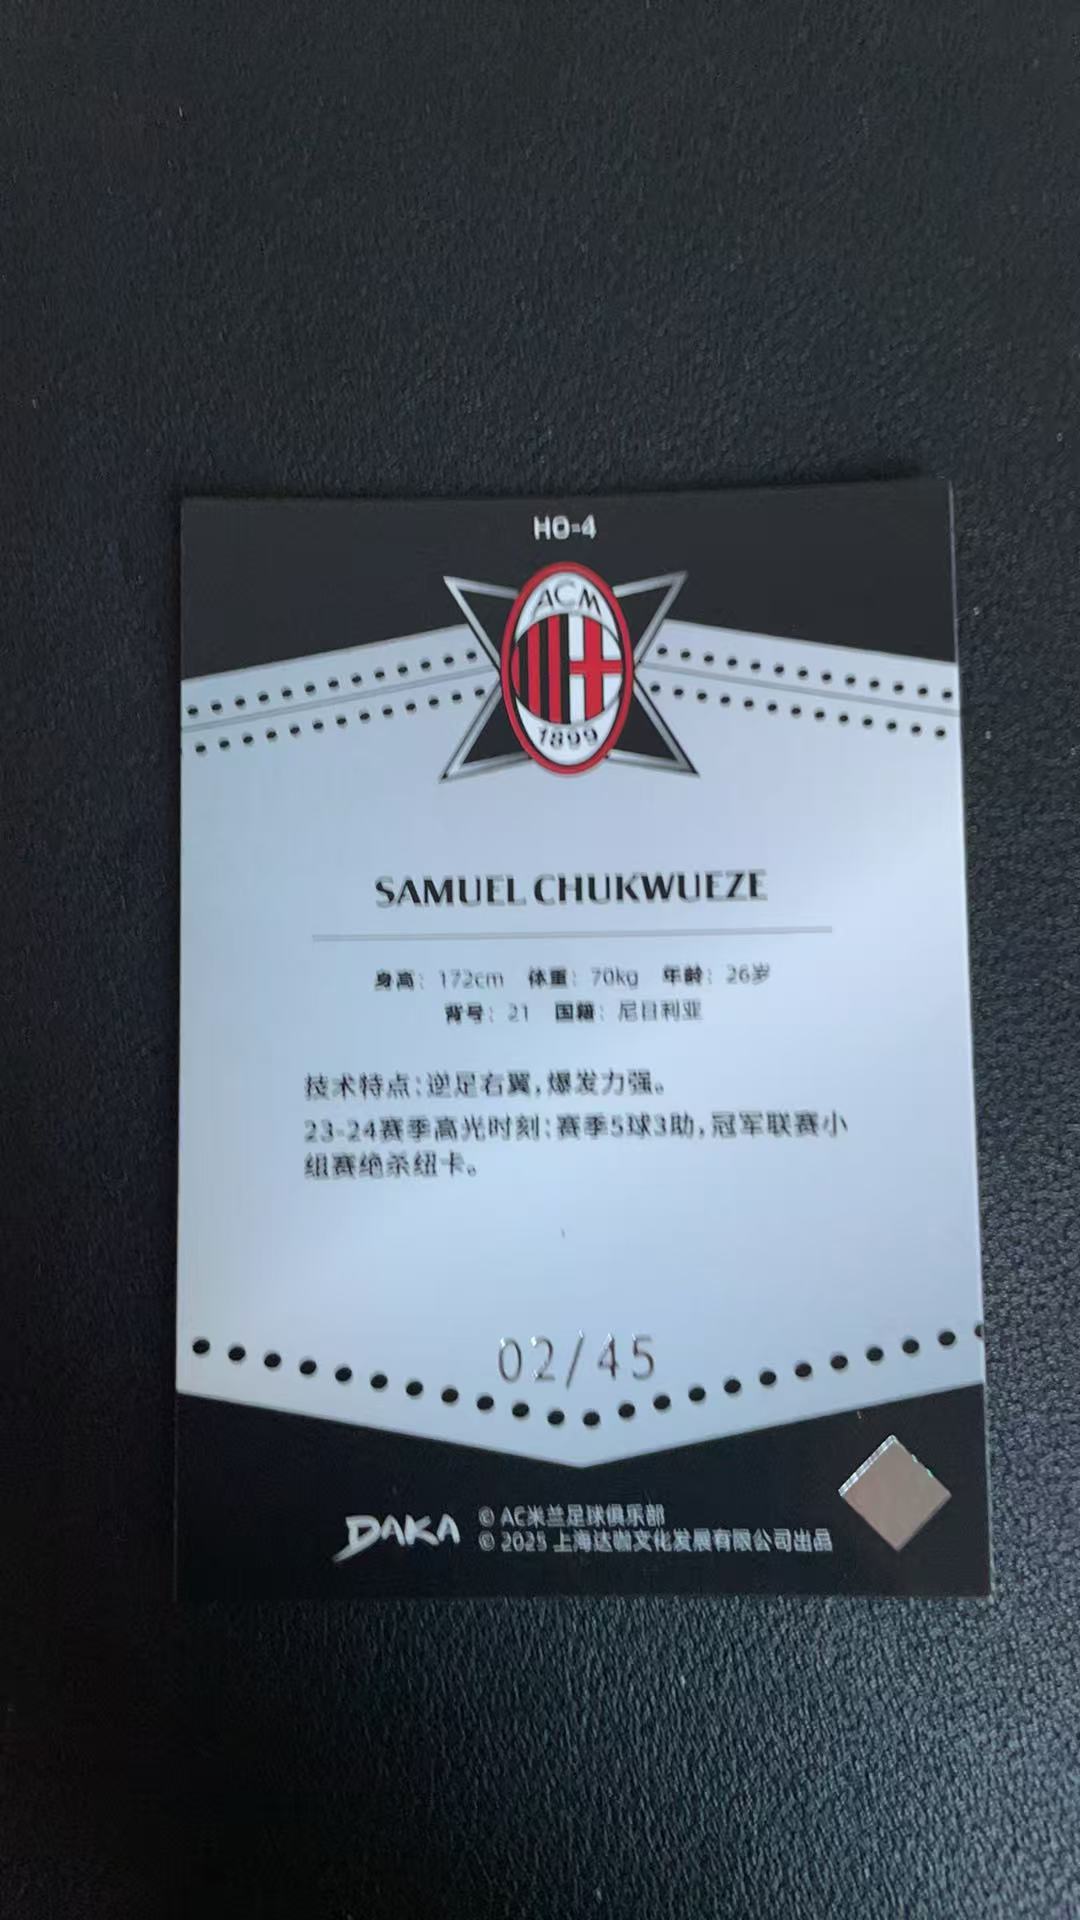 HO-4
ACM
1899
SAMUEL CHUKWUEZE
身高：172cm 体重：70kg 年龄：26岁
背号：21 国籍：尼日利亚
技术特点：逆足右翼，爆发力强。
23-24赛季高光时刻：赛季5球3助，冠军联赛小
组赛绝杀纽卡。
02/45
DAKA
© AC米兰足球俱乐部
© 2025 上海达咖文化发展有限公司出品